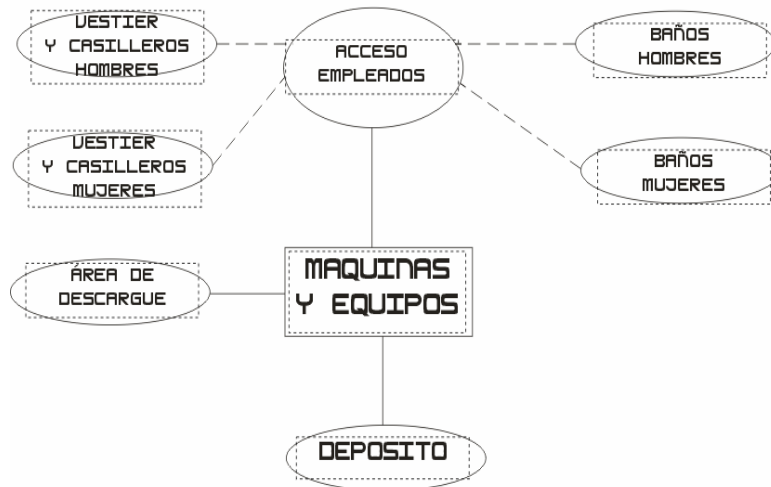 VESTIER
Y CASILLEROS
HOMBRES
ACCESO
EMPLEADOS
BAÑOS
HOMBRES
VESTIER
Y CASILLEROS
MUJERES
BAÑOS
MUJERES
ÁREA DE
DESCARGUE
MAQUINAS
Y EQUIPOS
DEPOSITO